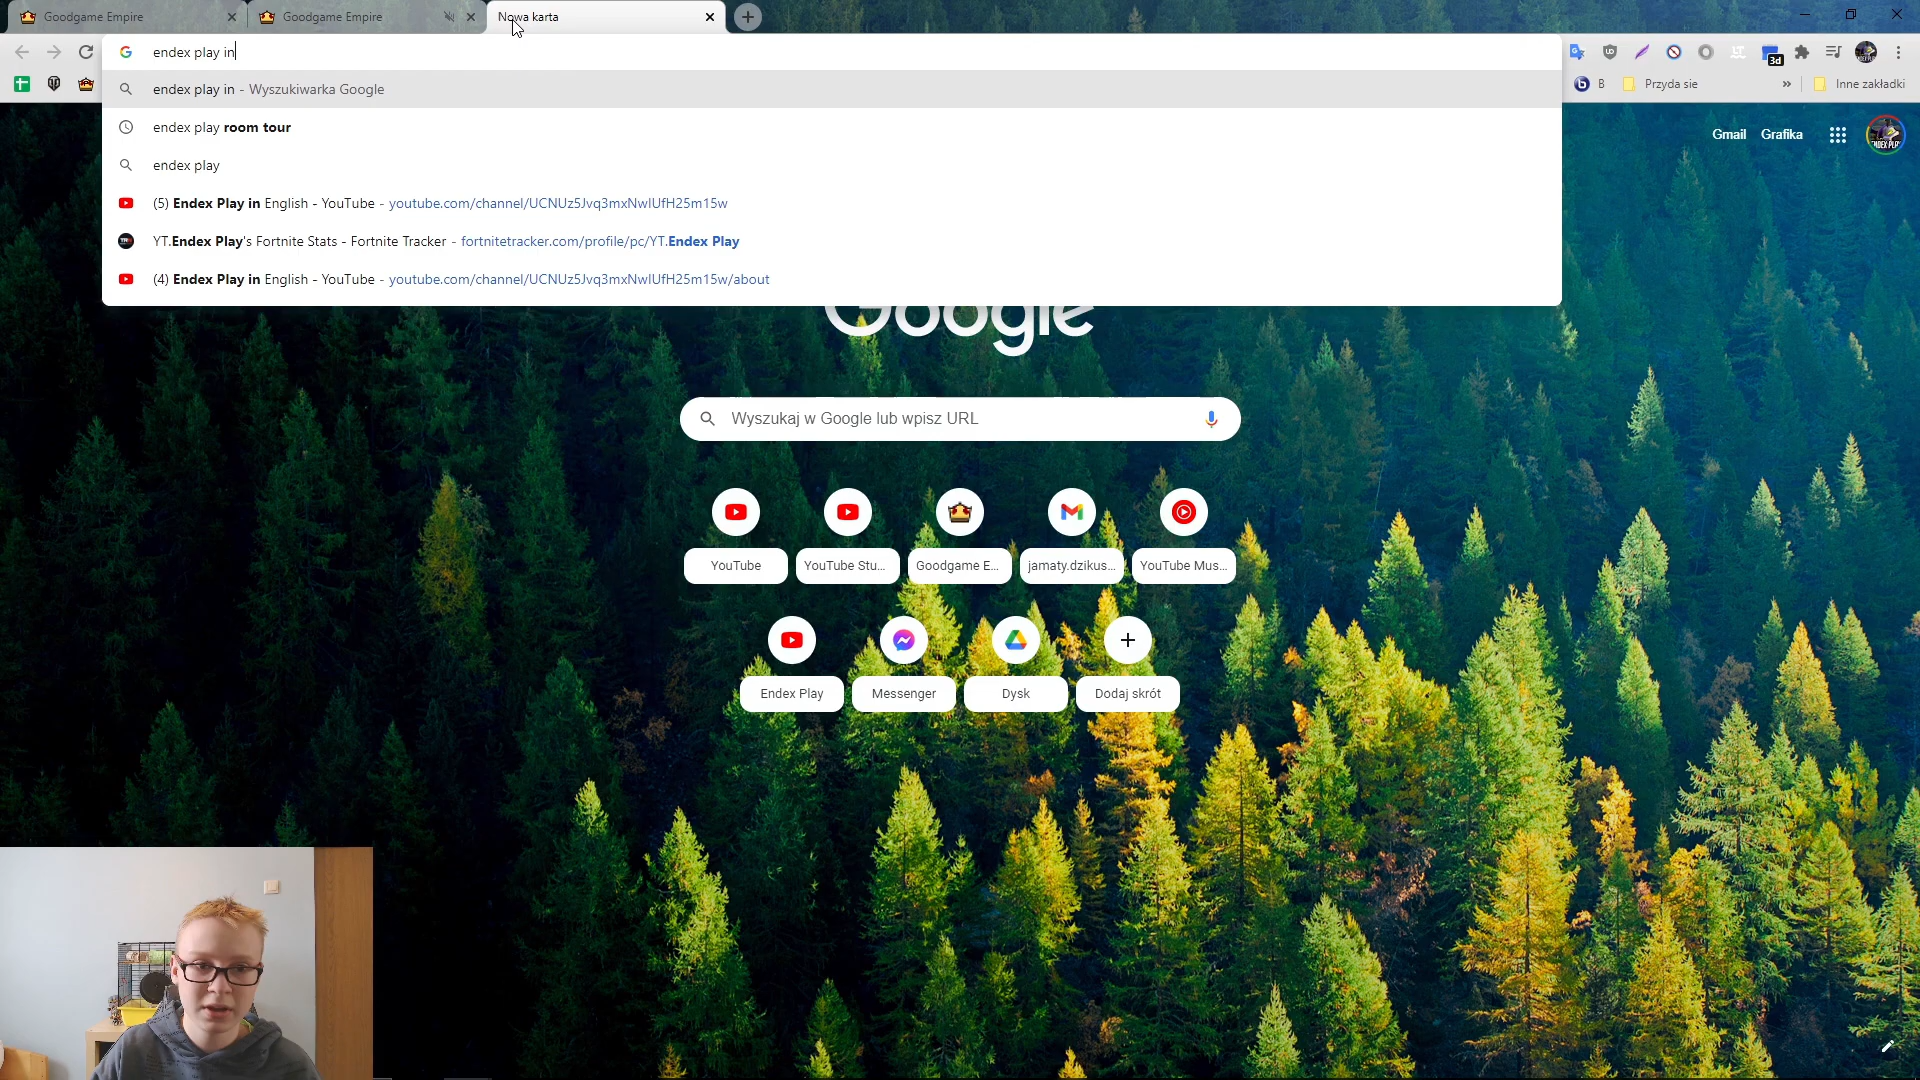 Goodgame Empire
Goodgame Empire
Nowa karta
endex play in
3d
B
Przyda sie
»
Inne zakładki
endex play in - Wyszukiwarka Google
endex play room tour
endex play
(5) Endex Play in English - YouTube - youtube.com/channel/UCNUz5Jvq3mxNwlUfH25m15w
YT.Endex Play's Fortnite Stats - Fortnite Tracker - fortnitetracker.com/profile/pc/YT.Endex Play
(4) Endex Play in English - YouTube - youtube.com/channel/UCNUz5Jvq3mxNwlUfH25m15w/about
Gmail
Grafika
Google
Wyszukaj w Google lub wpisz URL
YouTube
YouTube Stu...
Goodgame E...
jamaty.dzikus...
YouTube Mus...
Endex Play
Messenger
Dysk
Dodaj skrót